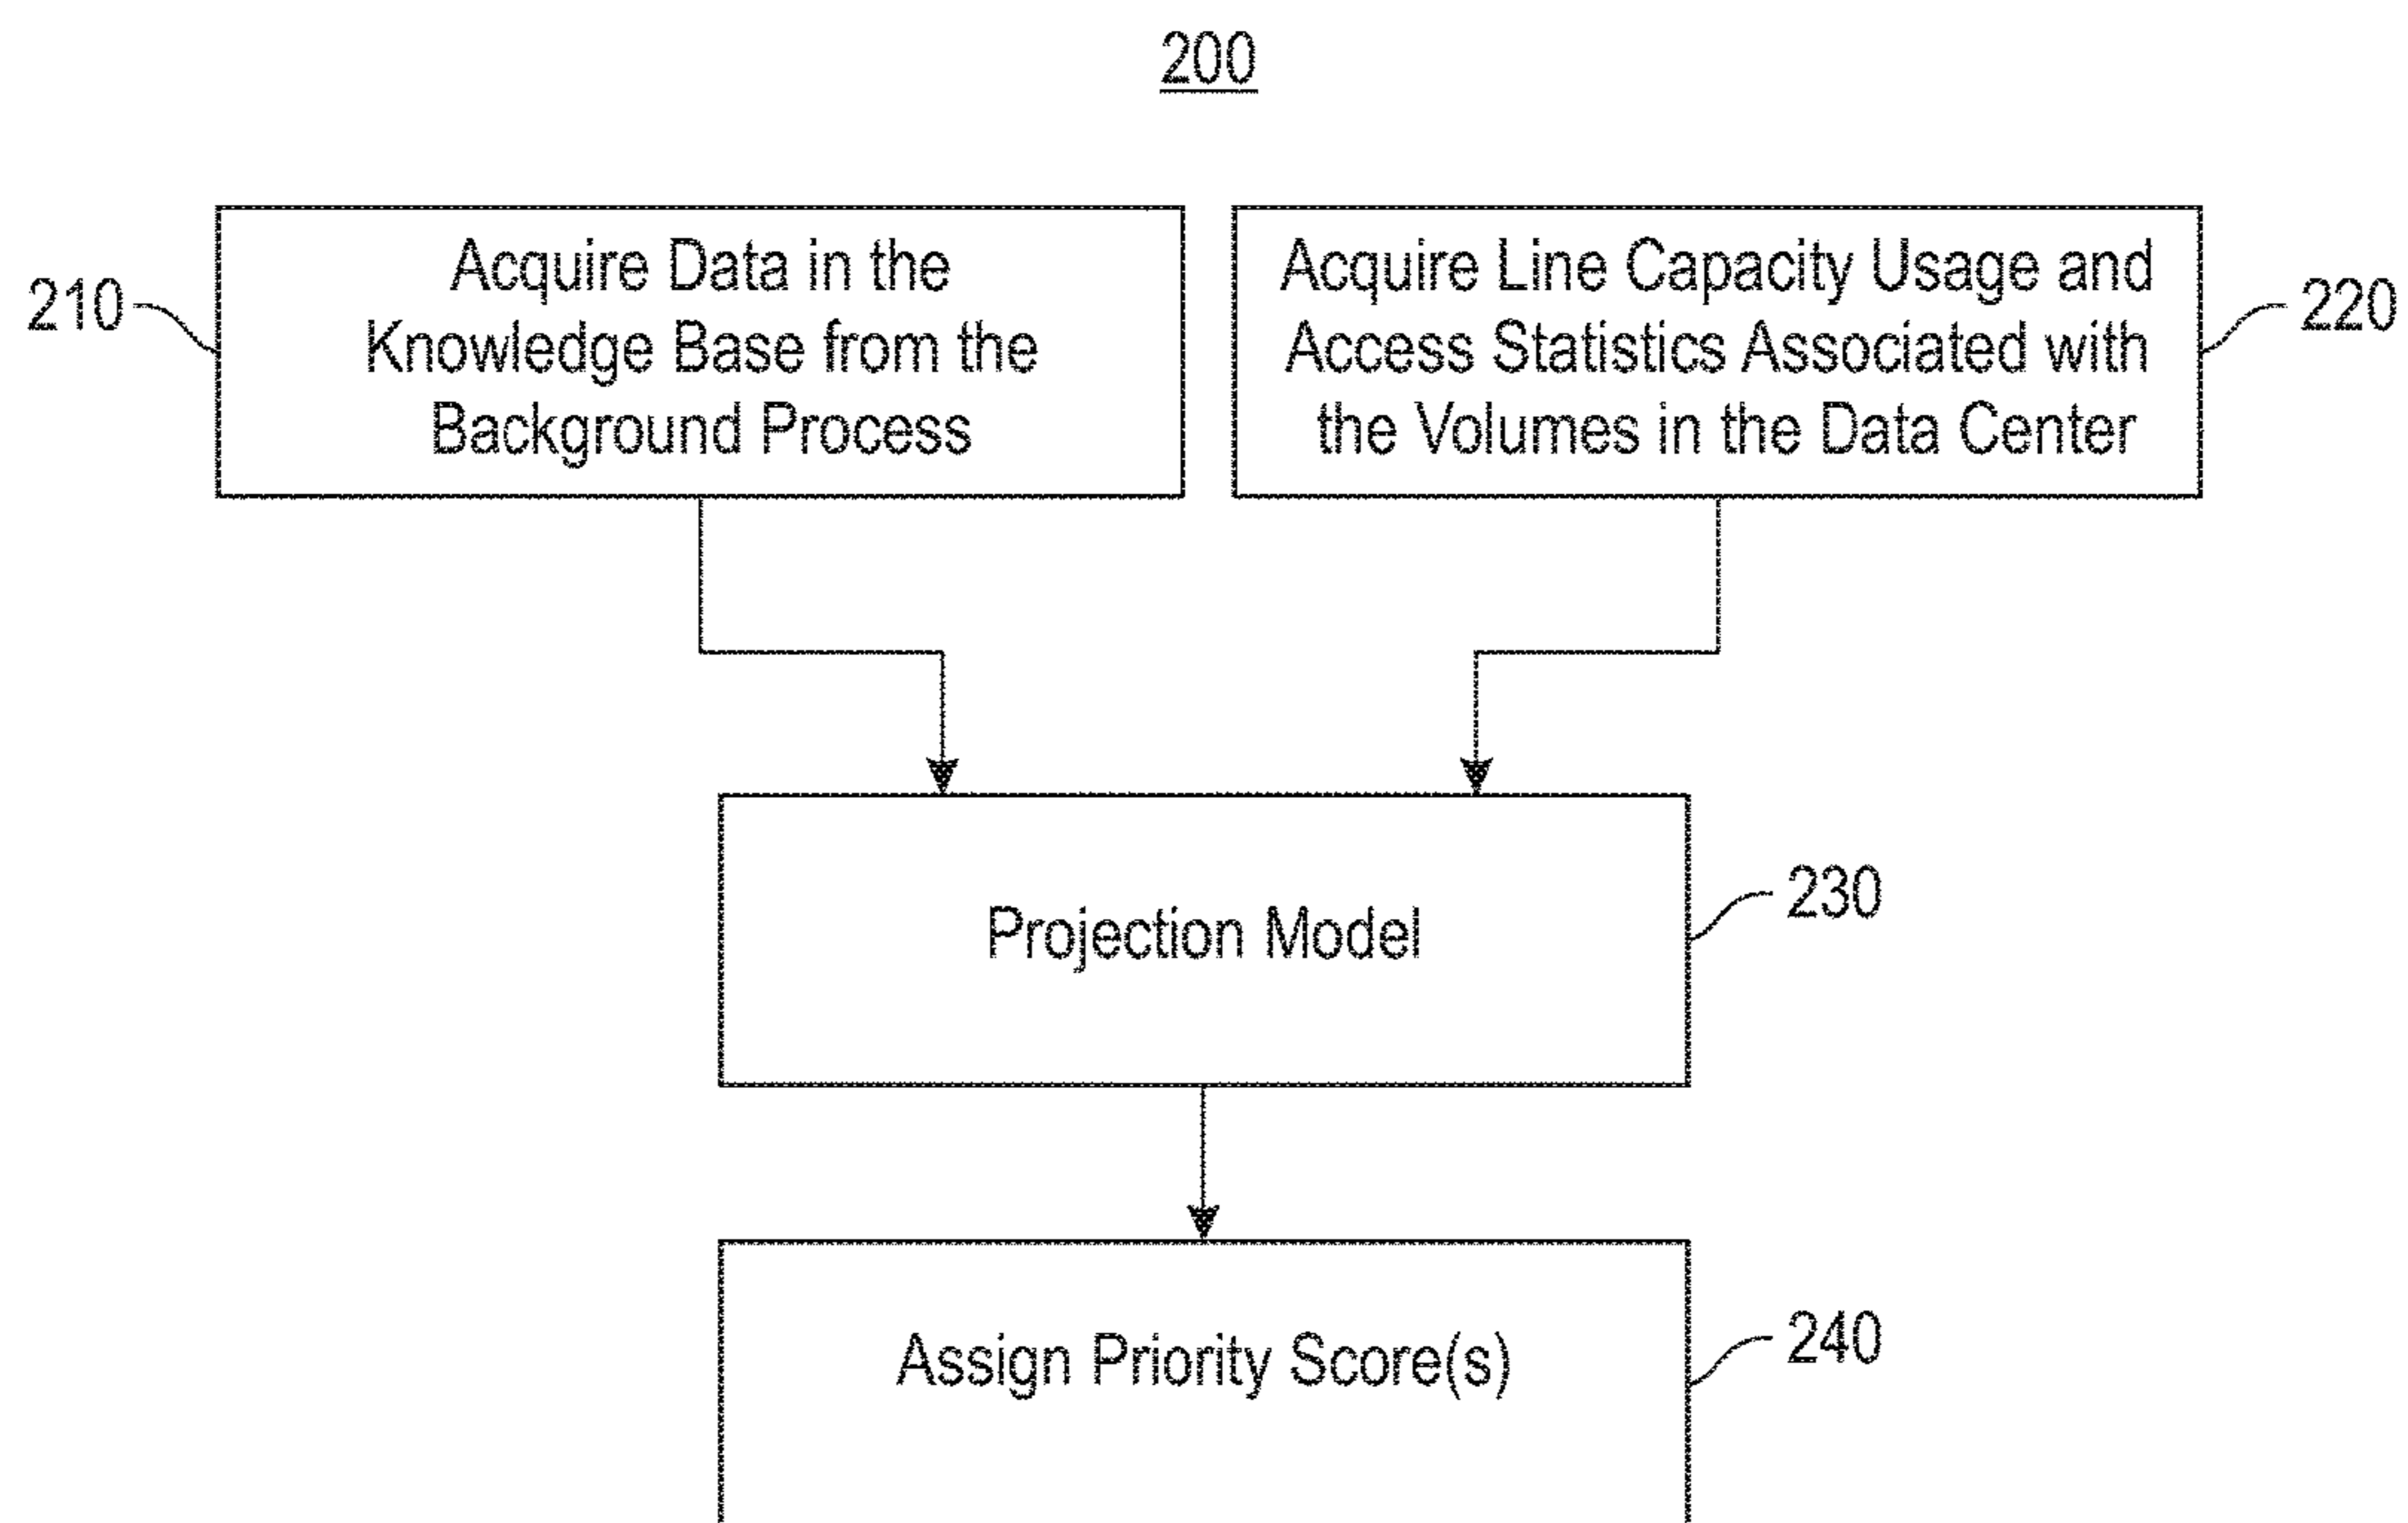 200
Acquire Data in the
Knowledge Base from the
Background Process
210
Acquire Line Capacity Usage and
Access Statistics Associated with
the Volumes in the Data Center
220
Projection Model
230
Assign Priority Score(s)
240